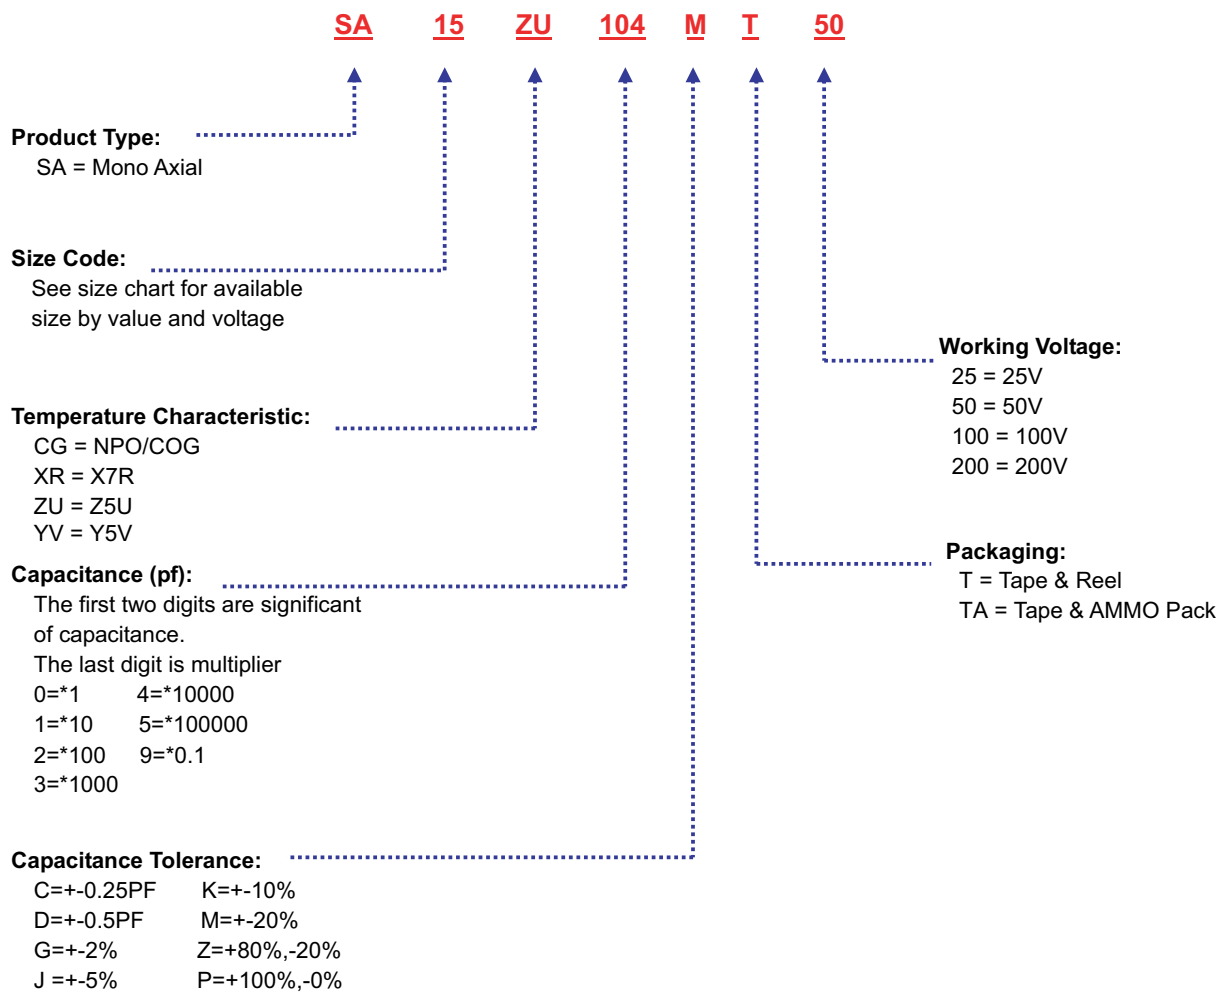 SA 15 ZU 104 M T 50
Product Type:
SA = Mono Axial
Size Code:
See size chart for available
size by value and voltage
Temperature Characteristic:
CG = NPO/COG
XR = X7R
ZU = Z5U
YV = Y5V
Capacitance (pf):
The first two digits are significant
of capacitance.
The last digit is multiplier
0=*1 4=*10000
1=*10 5=*100000
2=*100 9=*0.1
3=*1000
Capacitance Tolerance:
C=+-0.25PF K=+-10%
D=+-0.5PF M=+-20%
G=+-2% Z=+80%,-20%
J =+-5% P=+100%,-0%
Working Voltage:
25 = 25V
50 = 50V
100 = 100V
200 = 200V
Packaging:
T = Tape & Reel
TA = Tape & AMMO Pack